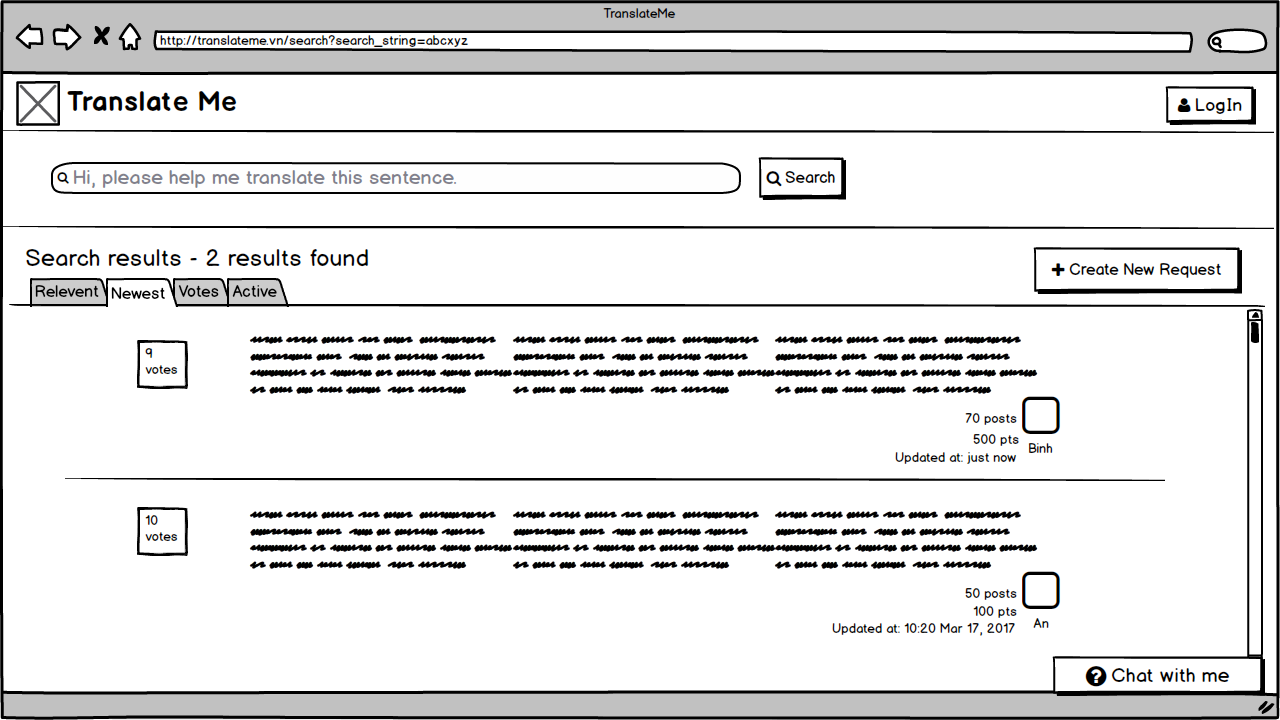 TranslateMe
http://translateme.vn/search?search_string=abcxyz
Translate Me
LogIn
Hi, please help me translate this sentence.
Search
Search results - 2 results found
Create New Request
Relevent Newest Votes Active
9
votes
70 posts
500 pts
Updated at: just now
Binh
10
votes
50 posts
100 pts
Updated at: 10:20 Mar 17, 2017
An
Chat with me